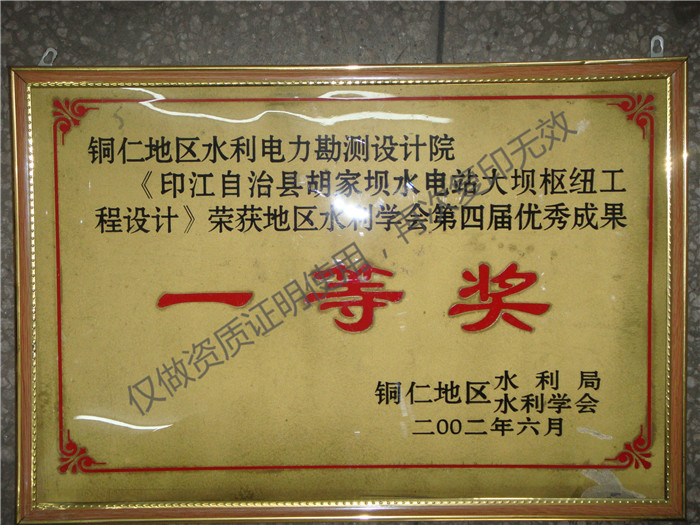 铜仁地区水利电力勘测设计院
《印江自治县胡家坝水电站大坝枢纽工
程设计》荣获地区水利学会第四届优秀成果
一等奖
铜仁地区水利局
水利学会
二00二年六月
仅做资质证明使用，再次复印无效